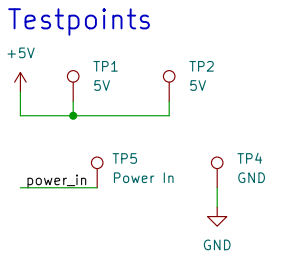 Testpoints
+5V
TP1
5V
TP2
5V
TP5
Power In
power_in
TP4
GND
GND